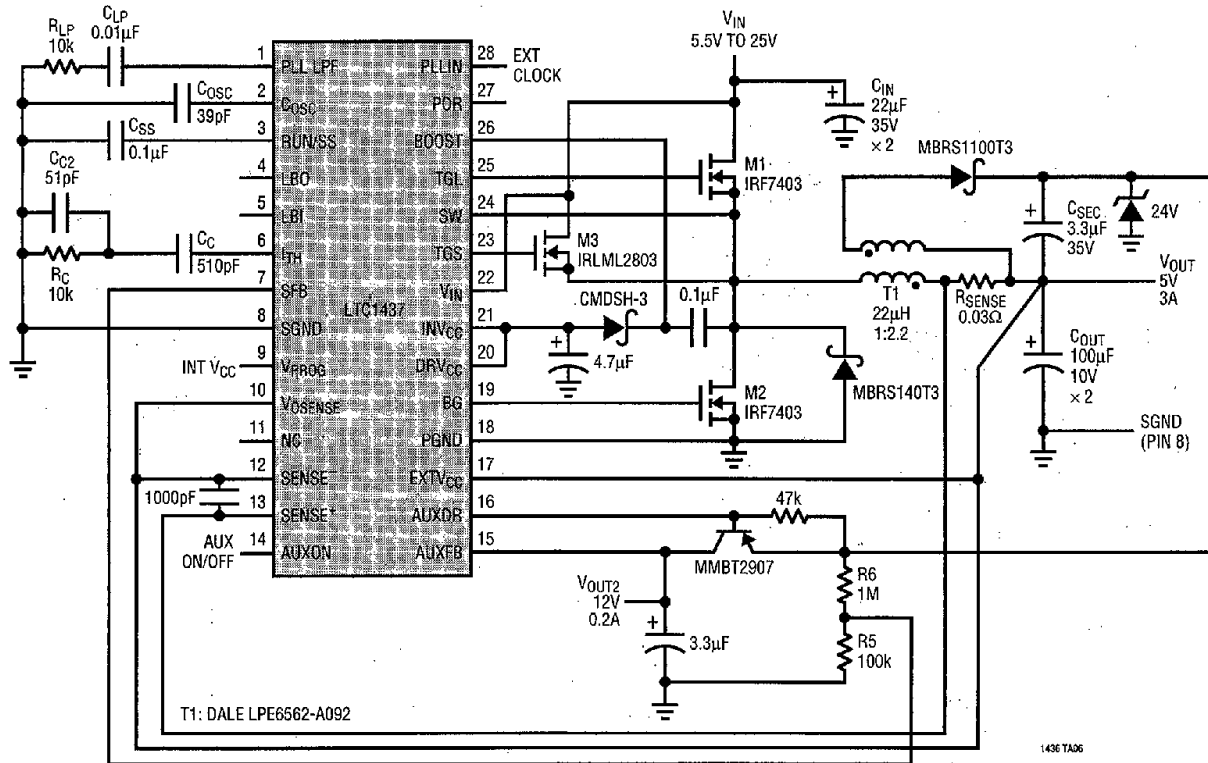 RLP
10k
CLP
0.01µF
COSC
39pF
CSS
0.1µF
CC2
51pF
RC
10k
CC
510pF
INT VCC
1000pF
AUX
ON/OFF
1 PLL LPF
2 COSC
3 RUN/SS
4 LBO
5 LBI
6 ITH
7 SFB
8 SGND
9 VPROG
10 VOSENSE
11 NC
12 SENSE–
13 SENSE+
14 AUXON
LTC1437
PLLIN 28
POR 27
BOOST 26
TGL 25
SW 24
TGS 23
VIN 22
INVCC 21
DRVCC 20
BG 19
PGND 18
EXTVCC 17
AUXDR 16
AUXFB 15
EXT
CLOCK
VIN
5.5V TO 25V
+
CIN
22µF
35V
× 2
M1
IRF7403
M3
IRLML2803
MBRS1100T3
+
CSEC
3.3µF
35V
24V
VOUT
5V
3A
T1
22µH
1:2.2
RSENSE
0.03Ω
CMDSH-3
0.1µF
+
4.7µF
MBRS140T3
M2
IRF7403
+
COUT
100µF
10V
× 2
SGND
(PIN 8)
47k
MMBT2907
R6
1M
R5
100k
VOUT2
12V
0.2A
+
3.3µF
T1: DALE LPE6562-A092
1436 TA06